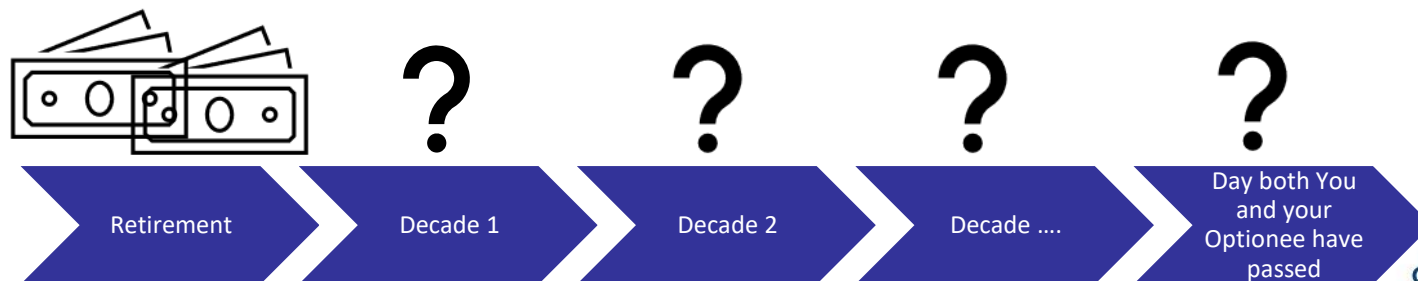 ?
?
?
?
Retirement
Decade 1
Decade 2
Decade ....
Day both You
and your
Optionee have
passed